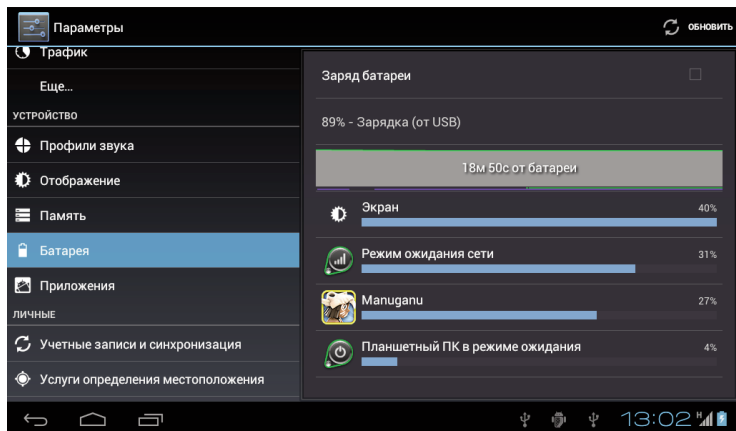 Параметры
ОБНОВИТЬ
Трафик
Еще...
УСТРОЙСТВО
Профили звука
Отображение
Память
Батарея
Приложения
ЛИЧНЫЕ
Учетные записи и синхронизация
Услуги определения местоположения
Заряд батареи
89% - Зарядка (от USB)
18м 50с от батареи
Экран 40%
Режим ожидания сети 31%
Manuganu 27%
Планшетный ПК в режиме ожидания 4%
13:02 H